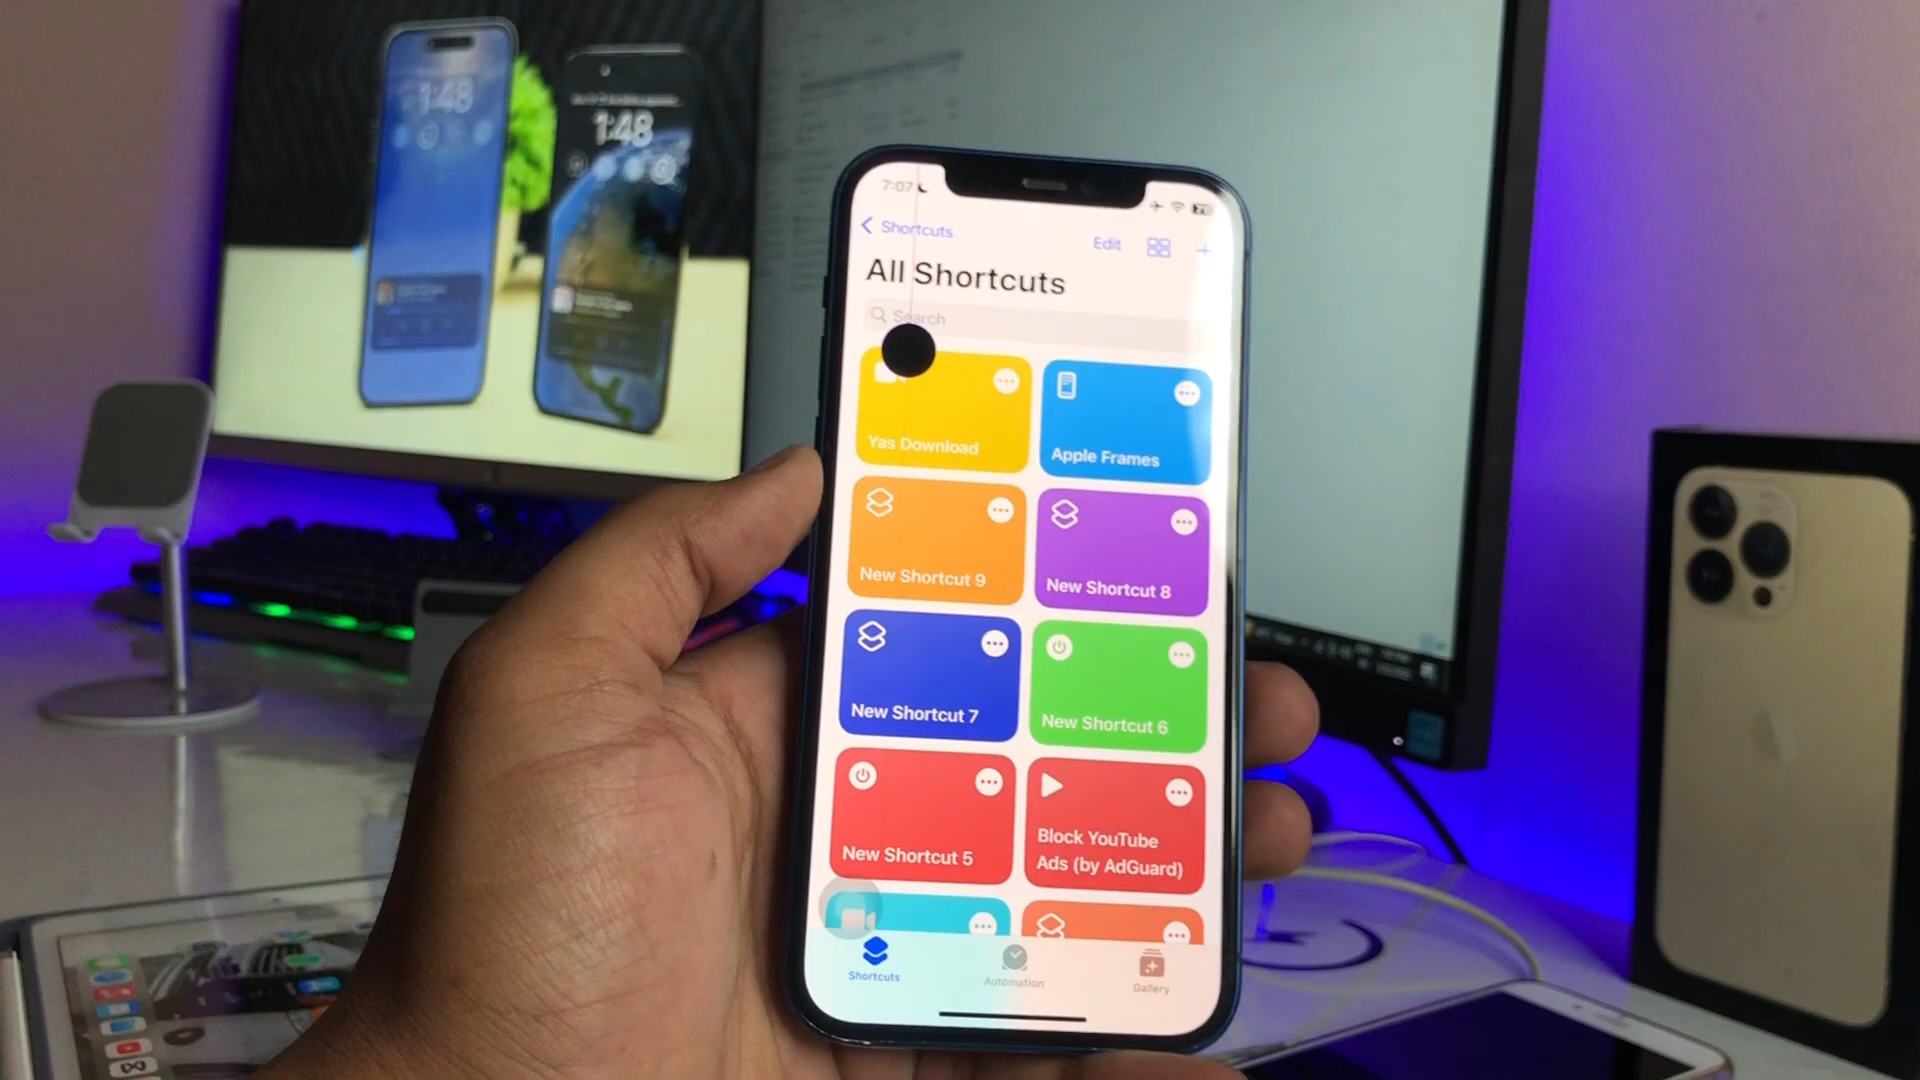 1:48
1:48
7:07
Shortcuts
Edit
All Shortcuts
Search
Yas Download
Apple Frames
New Shortcut 9
New Shortcut 8
New Shortcut 7
New Shortcut 6
New Shortcut 5
Block YouTube
Ads (by AdGuard)
Shortcuts
Automation
Gallery